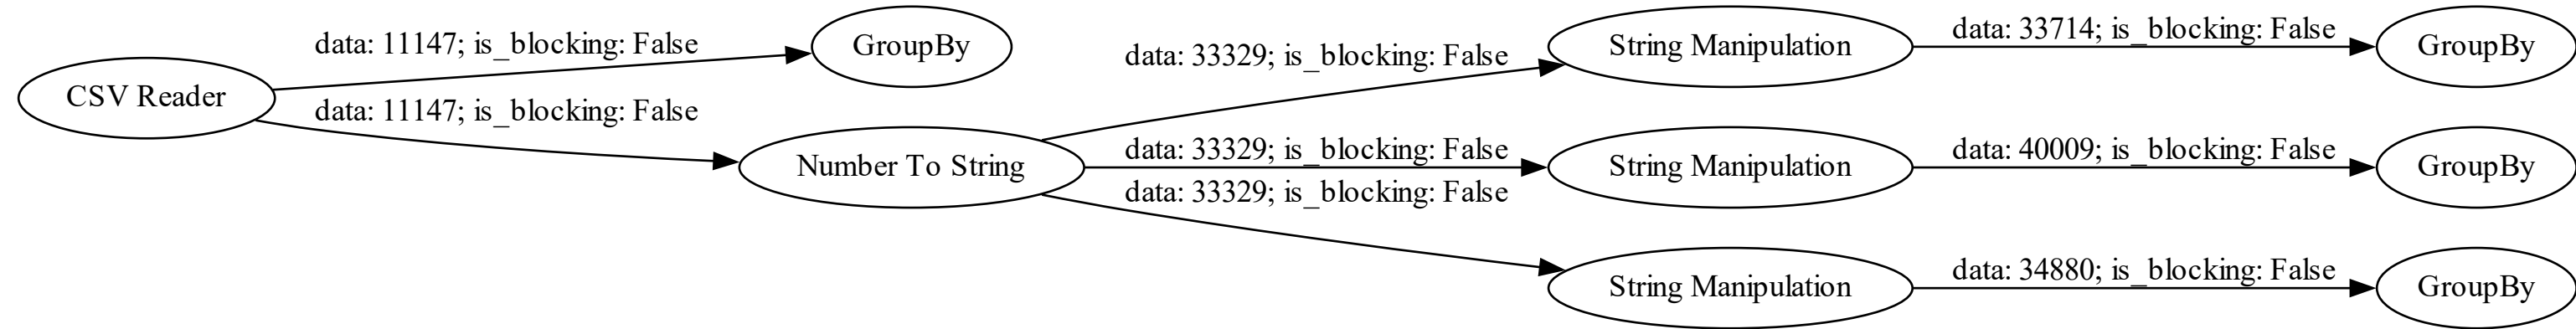 CSV Reader
data: 11147; is_blocking: False
GroupBy
data: 11147; is_blocking: False
Number To String
data: 33329; is_blocking: False
String Manipulation
data: 33714; is_blocking: False
GroupBy
data: 33329; is_blocking: False
String Manipulation
data: 40009; is_blocking: False
GroupBy
data: 33329; is_blocking: False
String Manipulation
data: 34880; is_blocking: False
GroupBy